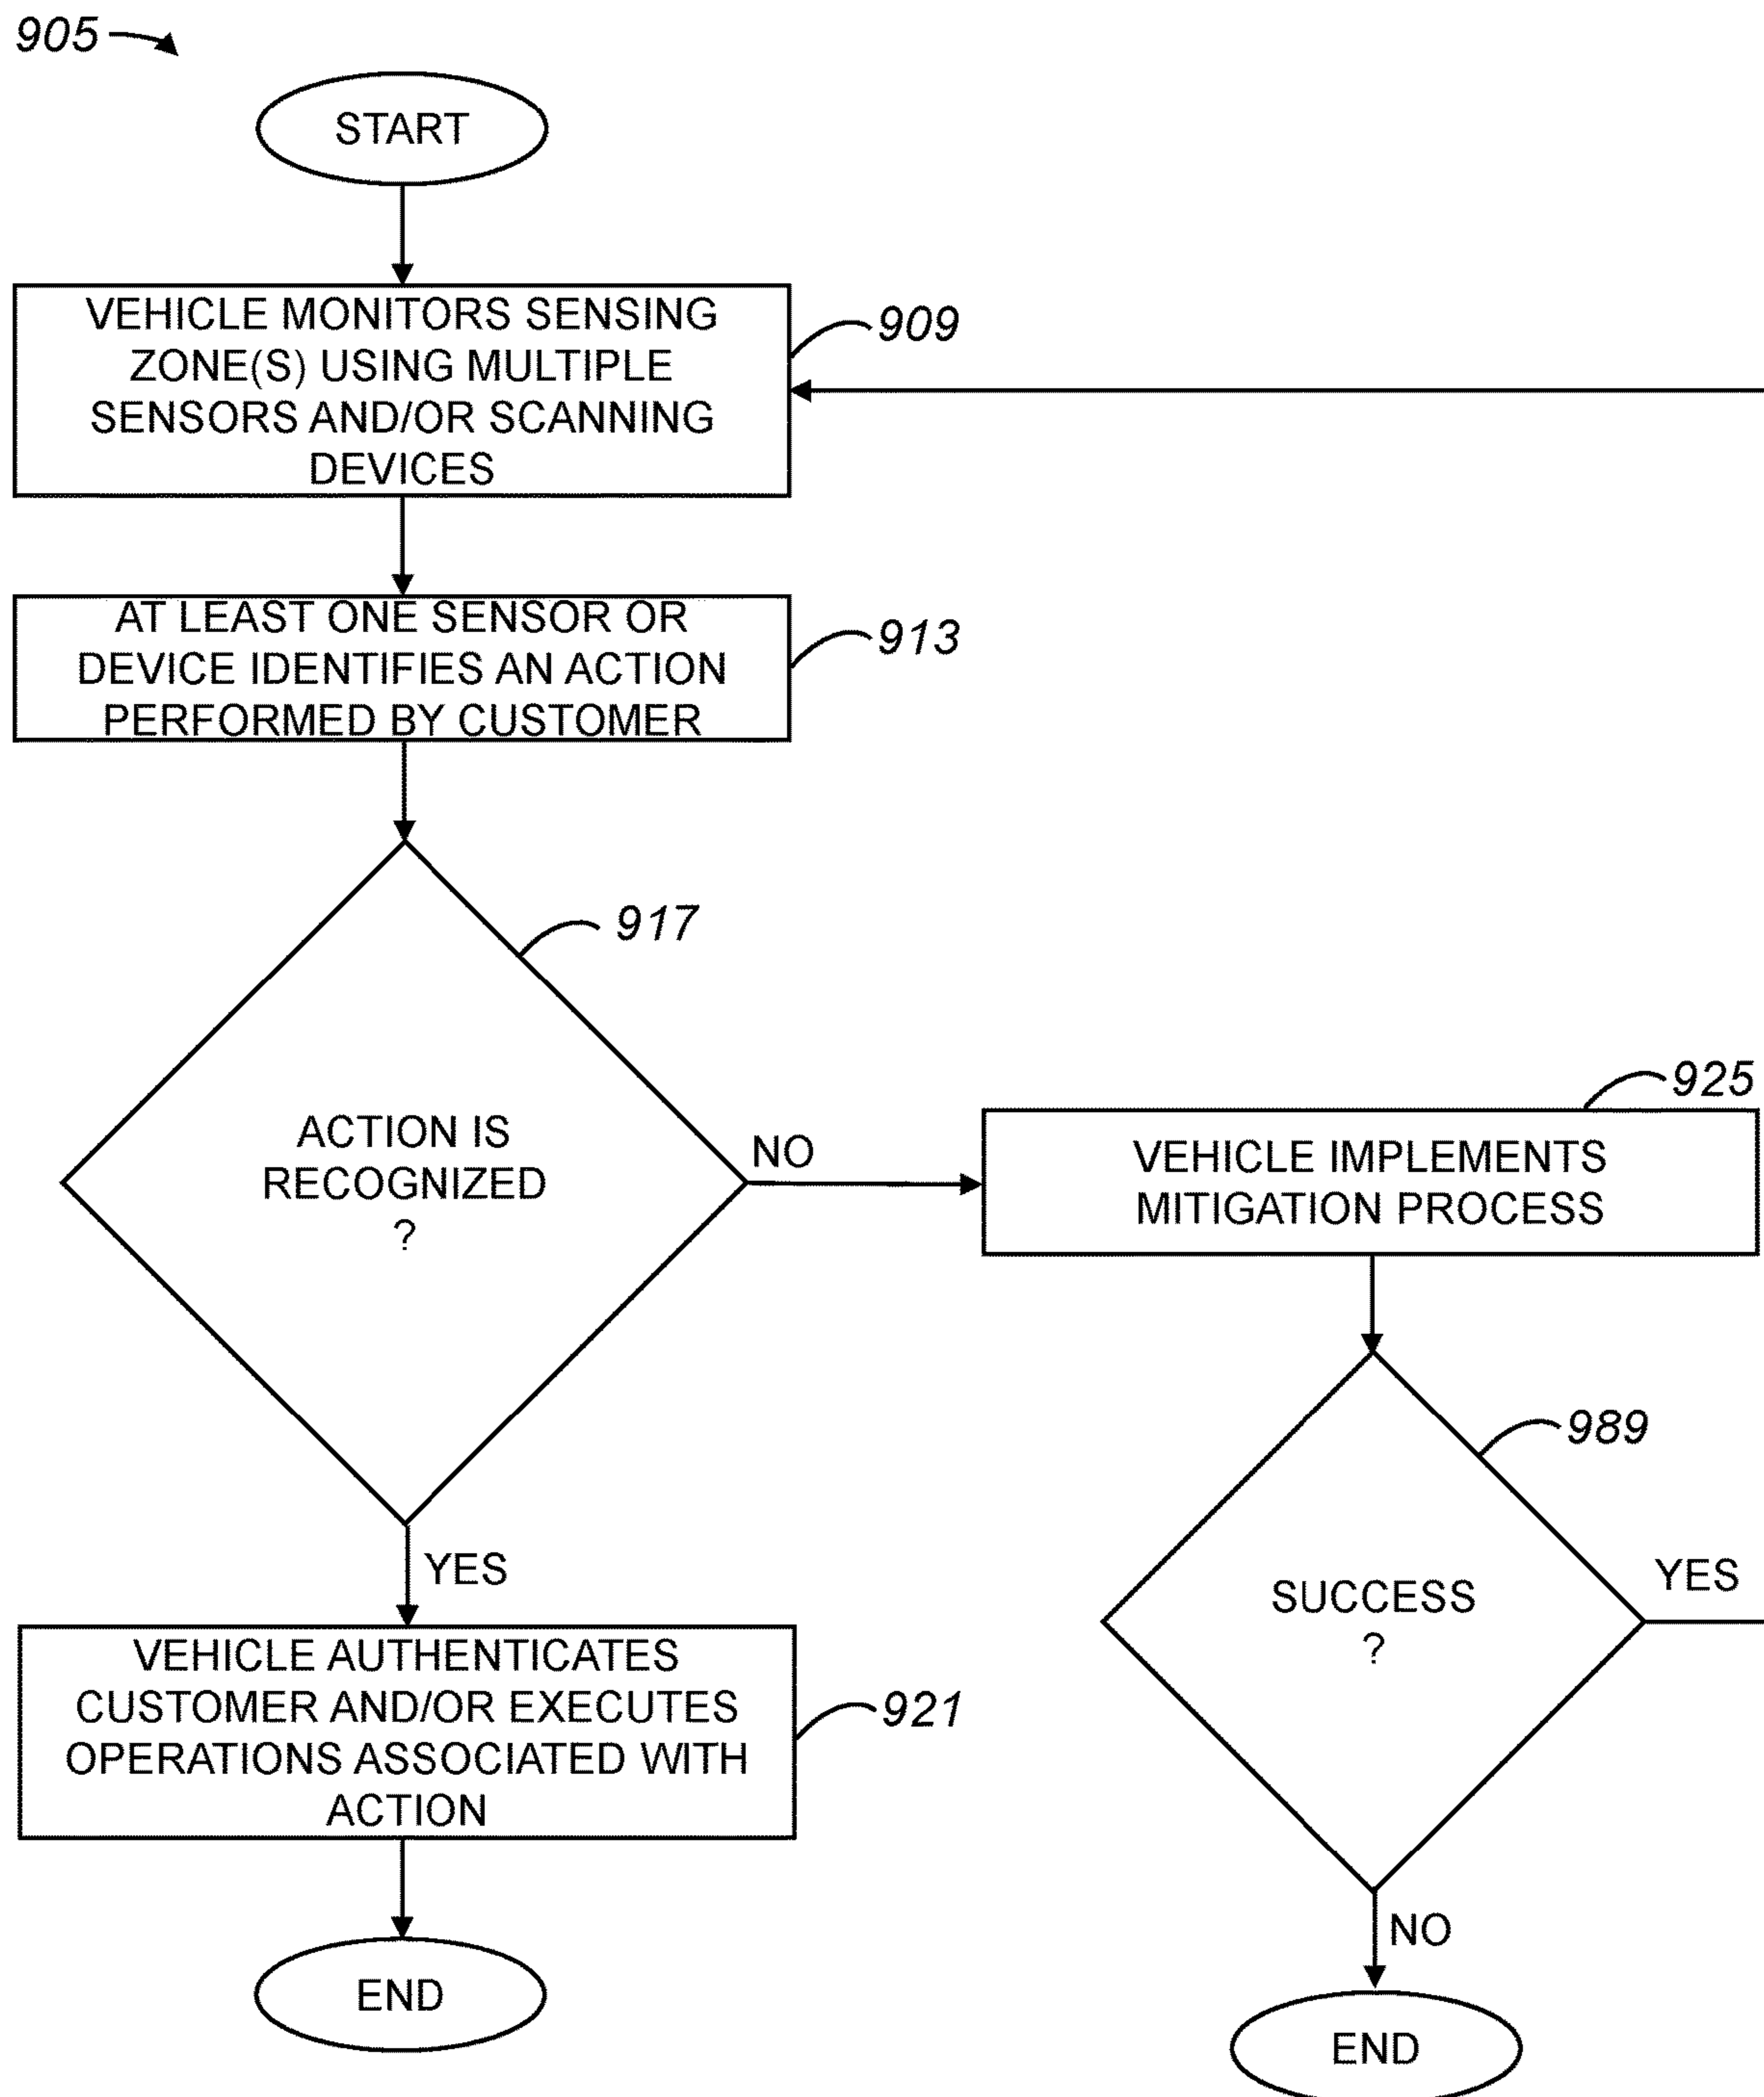 905
START
VEHICLE MONITORS SENSING
ZONE(S) USING MULTIPLE
SENSORS AND/OR SCANNING
DEVICES
909
AT LEAST ONE SENSOR OR
DEVICE IDENTIFIES AN ACTION
PERFORMED BY CUSTOMER
913
917
ACTION IS
RECOGNIZED
?
NO
925
VEHICLE IMPLEMENTS
MITIGATION PROCESS
989
SUCCESS
?
YES
NO
END
YES
VEHICLE AUTHENTICATES
CUSTOMER AND/OR EXECUTES
OPERATIONS ASSOCIATED WITH
ACTION
921
END